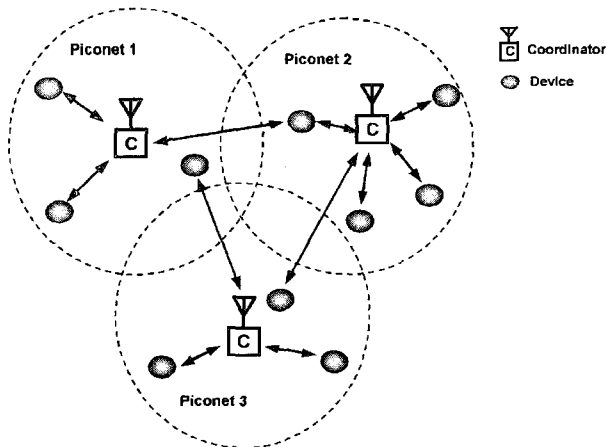 Piconet 1
Piconet 2
C
Coordinator
Device
C
C
C
Piconet 3